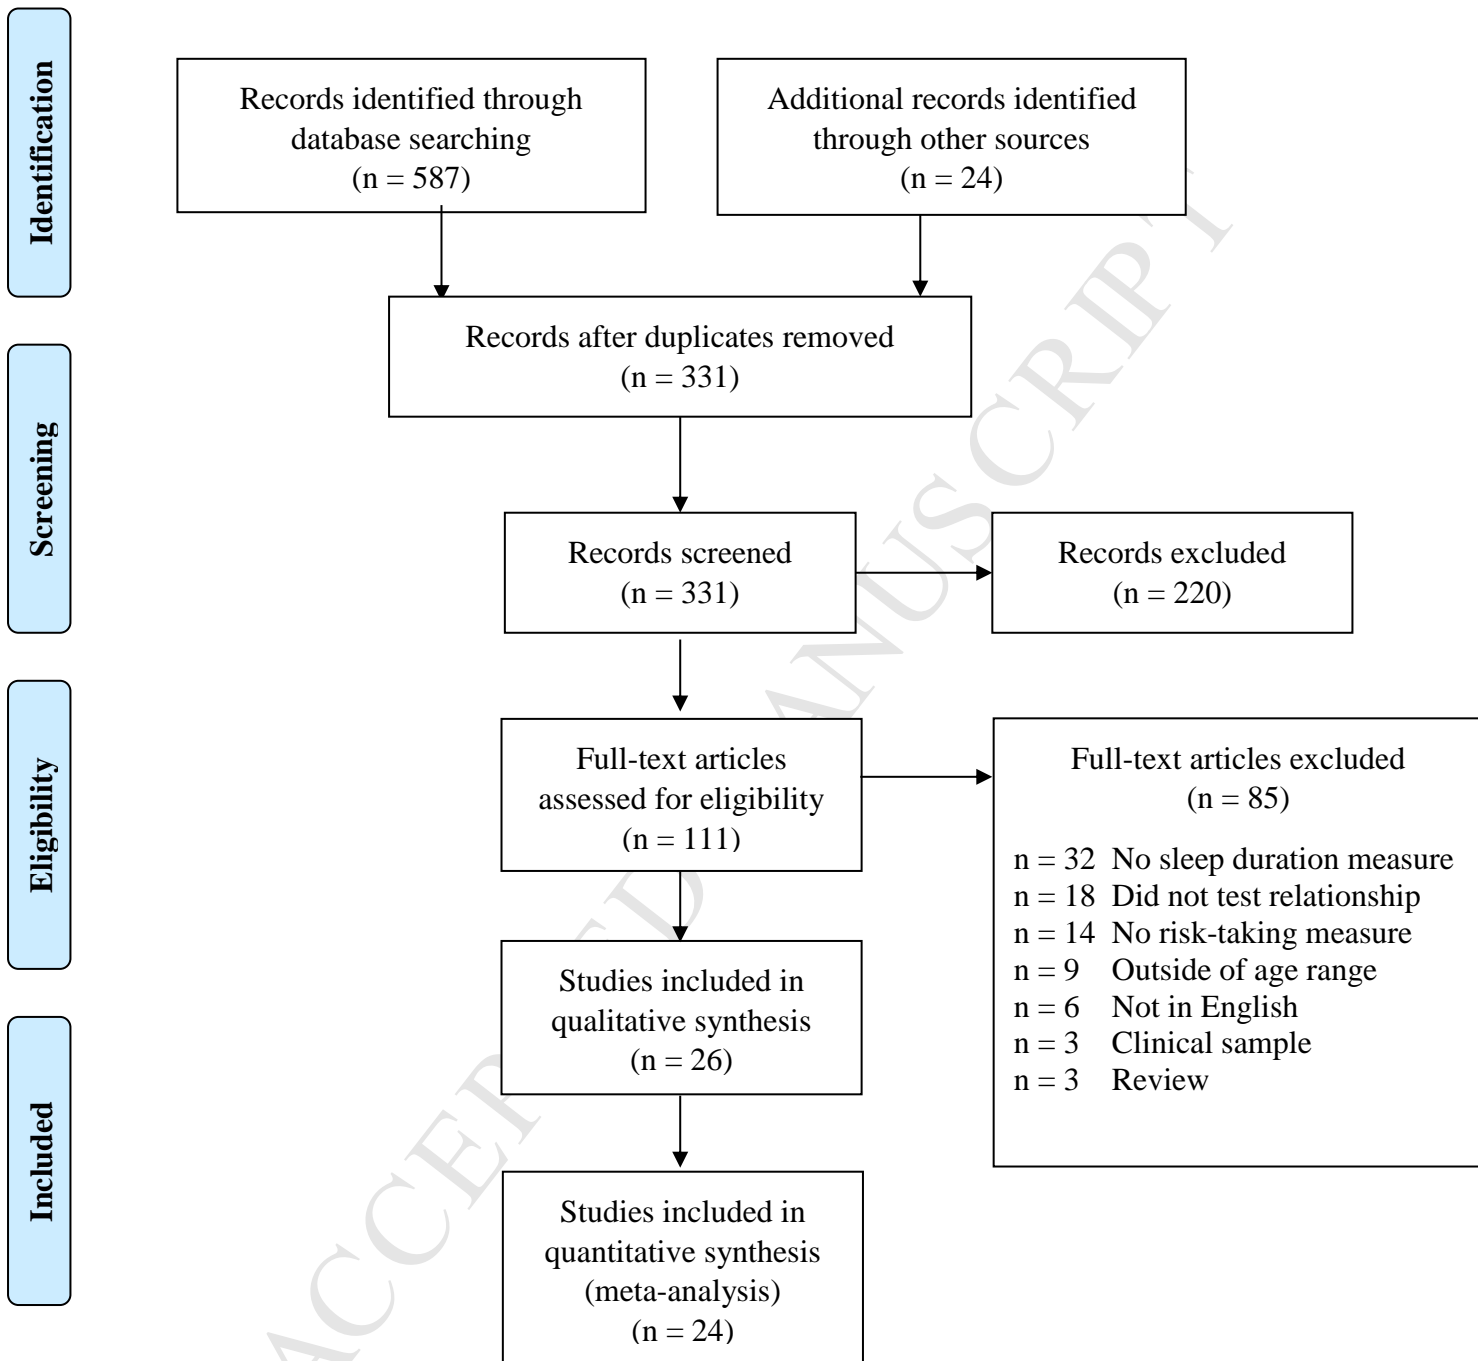 Identification
Records identified through
database searching
(n = 587)
Additional records identified
through other sources
(n = 24)
Records after duplicates removed
(n = 331)
Screening
Records screened
(n = 331)
Records excluded
(n = 220)
Eligibility
Full-text articles
assessed for eligibility
(n = 111)
Full-text articles excluded
(n = 85)
n = 32 No sleep duration measure
n = 18 Did not test relationship
n = 14 No risk-taking measure
n = 9 Outside of age range
n = 6 Not in English
n = 3 Clinical sample
n = 3 Review
Studies included in
qualitative synthesis
(n = 26)
Included
Studies included in
quantitative synthesis
(meta-analysis)
(n = 24)
ACCEPTED MANUSCRIPT